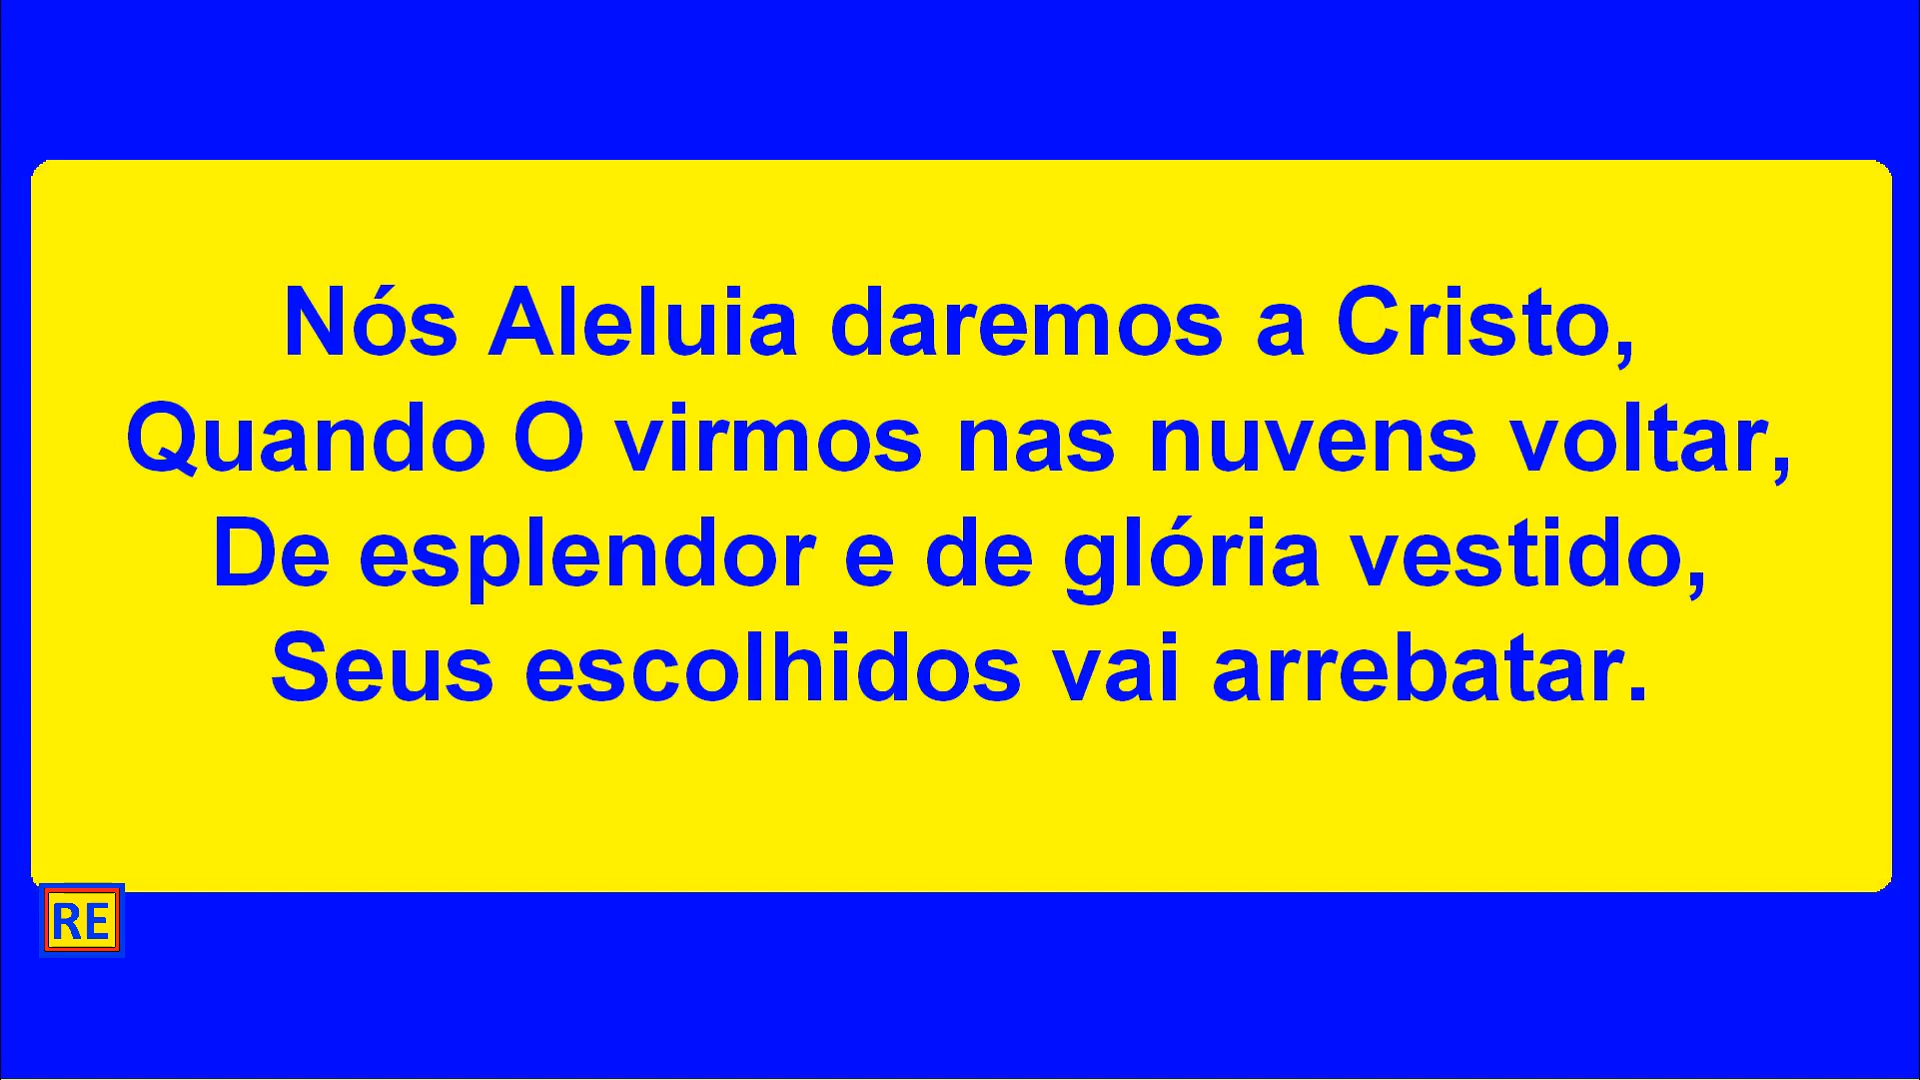 Nós Aleluia daremos a Cristo,
Quando O virmos nas nuvens voltar,
De esplendor e de glória vestido,
Seus escolhidos vai arrebatar.
RE